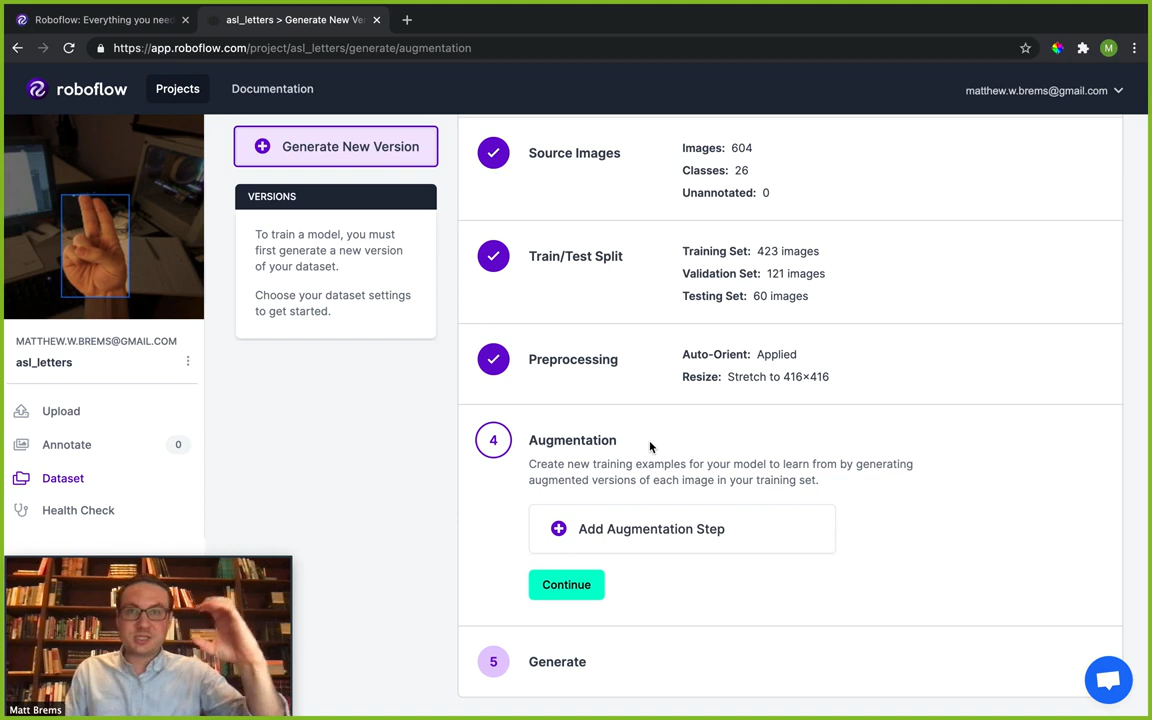 Roboflow: Everything you need
asl_letters > Generate New Ve
https://app.roboflow.com/project/asl_letters/generate/augmentation
M
roboflow
Projects
Documentation
matthew.w.brems@gmail.com
Generate New Version
VERSIONS
To train a model, you must
first generate a new version
of your dataset.
Choose your dataset settings
to get started.
MATTHEW.W.BREMS@GMAIL.COM
asl_letters
Upload
Annotate
0
Dataset
Health Check
Source Images
Images: 604
Classes: 26
Unannotated: 0
Train/Test Split
Training Set: 423 images
Validation Set: 121 images
Testing Set: 60 images
Preprocessing
Auto-Orient: Applied
Resize: Stretch to 416×416
4
Augmentation
Create new training examples for your model to learn from by generating
augmented versions of each image in your training set.
Add Augmentation Step
Continue
5
Generate
Matt Brems